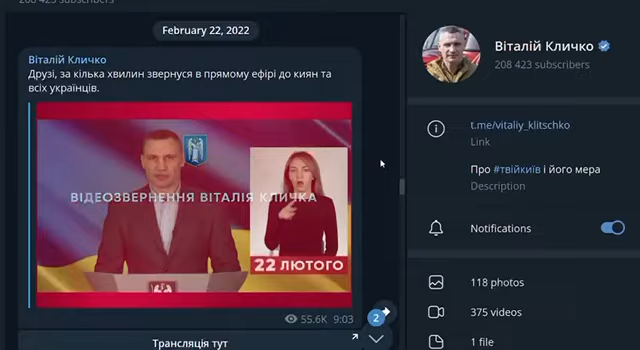 208 423 subscribers
February 22, 2022
Віталій Кличко
Друзі, за кілька хвилин звернуся в прямому ефірі до киян та
всіх українців.
ВІДЕОЗВЕРНЕННЯ ВІТАЛІЯ КЛИЧКА
22 ЛЮТОГО
55.6K 9:03
2
Трансляція тут
Віталій Кличко
208 423 subscribers
t.me/vitaliy_klitschko
Link
Про #твійкиїв і його мера
Description
Notifications
118 photos
375 videos
1 file